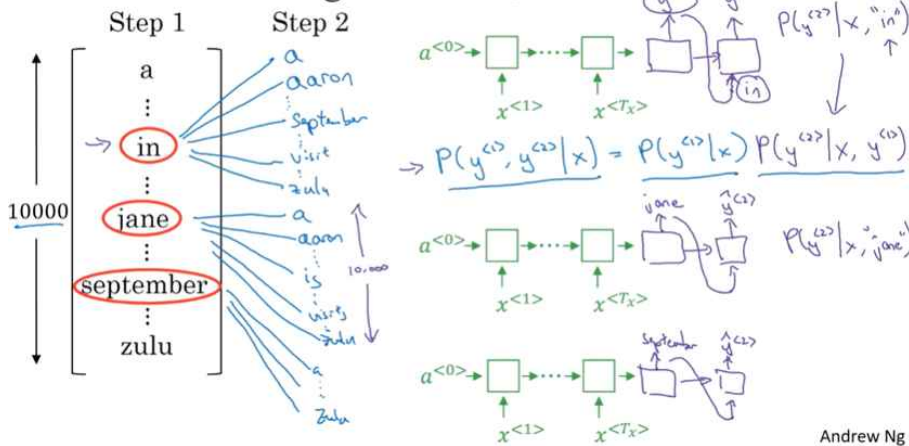 Step 1
Step 2
a
in
jane
september
zulu
10000
a
aaron
September
visit
zulu
a
aaron
is
visits
zulu
a
zulu
10,000
a<0>
x<1>
x<Tx>
in
P(y<2>|x, "in")
P(y<1>, y<2>|x) = P(y<1>|x) P(y<2>|x, y<1>)
a<0>
x<1>
x<Tx>
jane
ŷ<2>
P(y<2>|x, "jane")
a<0>
x<1>
x<Tx>
September
ŷ<2>
Andrew Ng